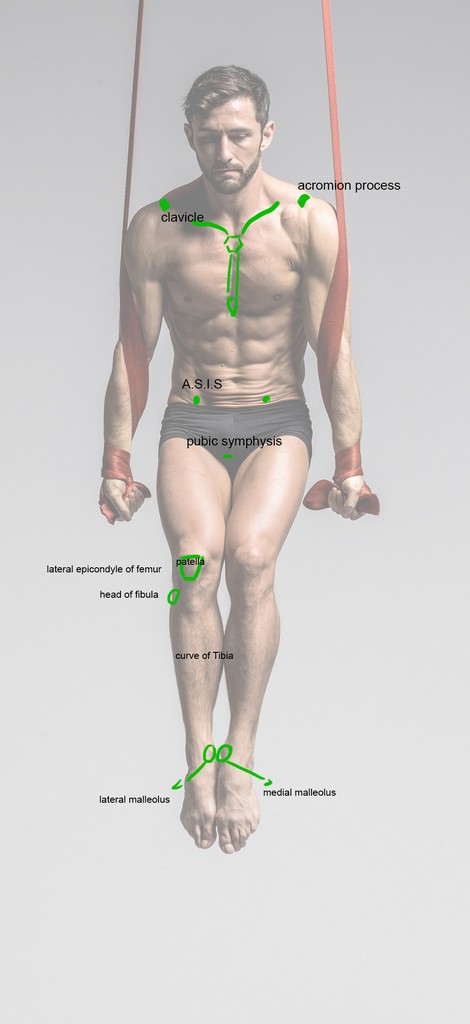 acromion process
clavicle
A.S.I.S
pubic symphysis
patella
lateral epicondyle of femur
head of fibula
curve of Tibia
medial malleolus
lateral malleolus